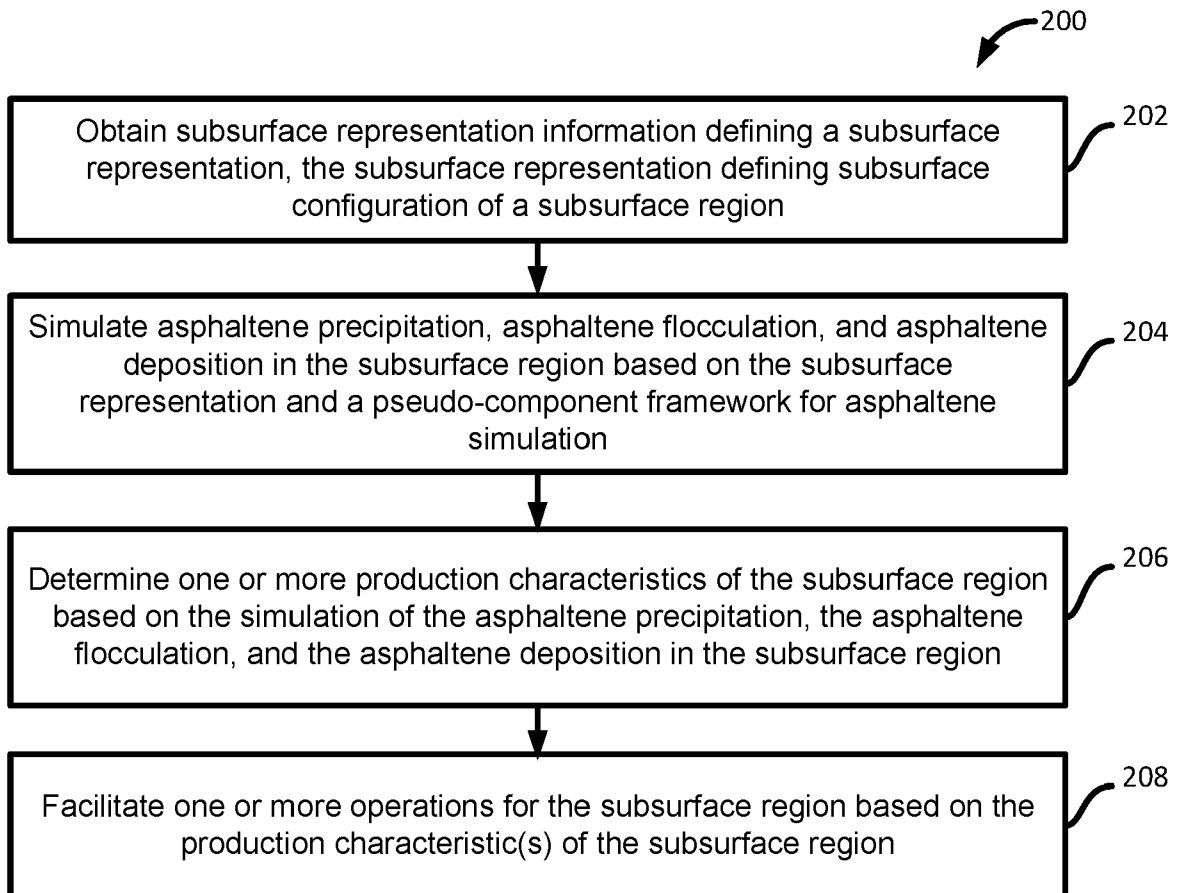 200
Obtain subsurface representation information defining a subsurface
representation, the subsurface representation defining subsurface
configuration of a subsurface region
202
Simulate asphaltene precipitation, asphaltene flocculation, and asphaltene
deposition in the subsurface region based on the subsurface
representation and a pseudo-component framework for asphaltene
simulation
204
Determine one or more production characteristics of the subsurface region
based on the simulation of the asphaltene precipitation, the asphaltene
flocculation, and the asphaltene deposition in the subsurface region
206
Facilitate one or more operations for the subsurface region based on the
production characteristic(s) of the subsurface region
208